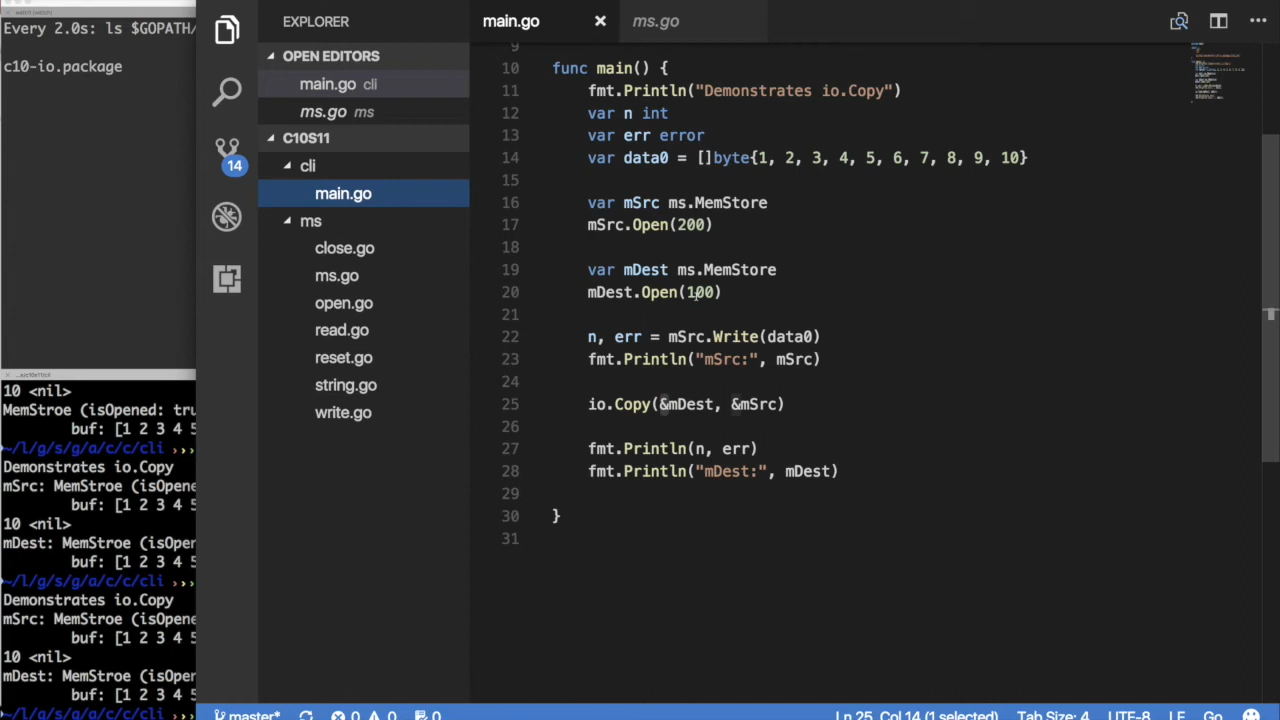 Every 2.0s: ls $GOPATH/
c10-io.package
10 <nil>
MemStroe (isOpened: tru
buf: [1 2 3 4 5
~/l/g/s/g/a/c/c/cli ›››
Demonstrates io.Copy
mSrc: MemStroe (isOpene
buf: [1 2 3 4 5
10 <nil>
mDest: MemStroe (isOpen
buf: [1 2 3 4 5
~/l/g/s/g/a/c/c/cli ›››
Demonstrates io.Copy
mSrc: MemStroe (isOpene
buf: [1 2 3 4 5
10 <nil>
mDest: MemStroe (isOpen
buf: [1 2 3 4 5
~/l/g/s/g/a/c/c/cli ›››
14
EXPLORER
OPEN EDITORS
main.go cli
ms.go ms
C10S11
cli
main.go
ms
close.go
ms.go
open.go
read.go
reset.go
string.go
write.go
main.go
ms.go
9
10 func main() {
11 fmt.Println("Demonstrates io.Copy")
12 var n int
13 var err error
14 var data0 = []byte{1, 2, 3, 4, 5, 6, 7, 8, 9, 10}
15
16 var mSrc ms.MemStore
17 mSrc.Open(200)
18
19 var mDest ms.MemStore
20 mDest.Open(100)
21
22 n, err = mSrc.Write(data0)
23 fmt.Println("mSrc:", mSrc)
24
25 io.Copy(&mDest, &mSrc)
26
27 fmt.Println(n, err)
28 fmt.Println("mDest:", mDest)
29
30 }
31
master* 0 0 0 Ln 25, Col 14 (1 selected) Tab Size: 4 UTF-8 LF Go